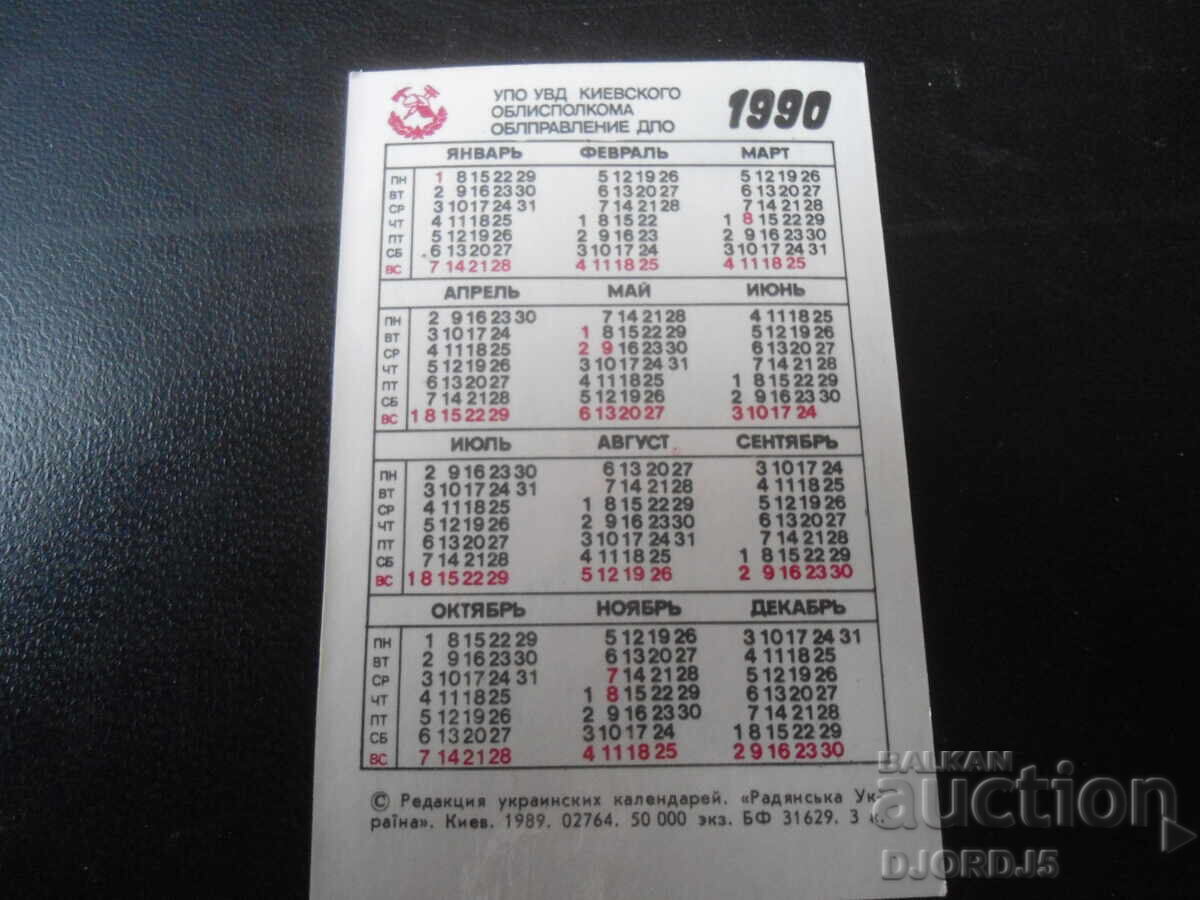 УПО УВД КИЕВСКОГО
ОБЛИСПОЛКОМА
ОБЛПРАВЛЕНИЕ ДПО
1990
ЯНВАРЬ ФЕВРАЛЬ МАРТ
ПН 1 8 15 22 29 5 12 19 26 5 12 19 26
ВТ 2 9 16 23 30 6 13 20 27 6 13 20 27
СР 3 10 17 24 31 7 14 21 28 7 14 21 28
ЧТ 4 11 18 25 1 8 15 22 1 8 15 22 29
ПТ 5 12 19 26 2 9 16 23 2 9 16 23 30
СБ 6 13 20 27 3 10 17 24 3 10 17 24 31
ВС 7 14 21 28 4 11 18 25 4 11 18 25
АПРЕЛЬ МАЙ ИЮНЬ
ПН 2 9 16 23 30 7 14 21 28 4 11 18 25
ВТ 3 10 17 24 1 8 15 22 29 5 12 19 26
СР 4 11 18 25 2 9 16 23 30 6 13 20 27
ЧТ 5 12 19 26 3 10 17 24 31 7 14 21 28
ПТ 6 13 20 27 4 11 18 25 1 8 15 22 29
СБ 7 14 21 28 5 12 19 26 2 9 16 23 30
ВС 1 8 15 22 29 6 13 20 27 3 10 17 24
ИЮЛЬ АВГУСТ СЕНТЯБРЬ
ПН 2 9 16 23 30 6 13 20 27 3 10 17 24
ВТ 3 10 17 24 31 7 14 21 28 4 11 18 25
СР 4 11 18 25 1 8 15 22 29 5 12 19 26
ЧТ 5 12 19 26 2 9 16 23 30 6 13 20 27
ПТ 6 13 20 27 3 10 17 24 31 7 14 21 28
СБ 7 14 21 28 4 11 18 25 1 8 15 22 29
ВС 1 8 15 22 29 5 12 19 26 2 9 16 23 30
ОКТЯБРЬ НОЯБРЬ ДЕКАБРЬ
ПН 1 8 15 22 29 5 12 19 26 3 10 17 24 31
ВТ 2 9 16 23 30 6 13 20 27 4 11 18 25
СР 3 10 17 24 31 7 14 21 28 5 12 19 26
ЧТ 4 11 18 25 1 8 15 22 29 6 13 20 27
ПТ 5 12 19 26 2 9 16 23 30 7 14 21 28
СБ 6 13 20 27 3 10 17 24 1 8 15 22 29
ВС 7 14 21 28 4 11 18 25 2 9 16 23 30
© Редакция украинских календарей. «Радянська Ук-
раїна». Киев. 1989. 02764. 50 000 экз. БФ 31629. 3 к.
BALKAN
auction
DJORDJ5